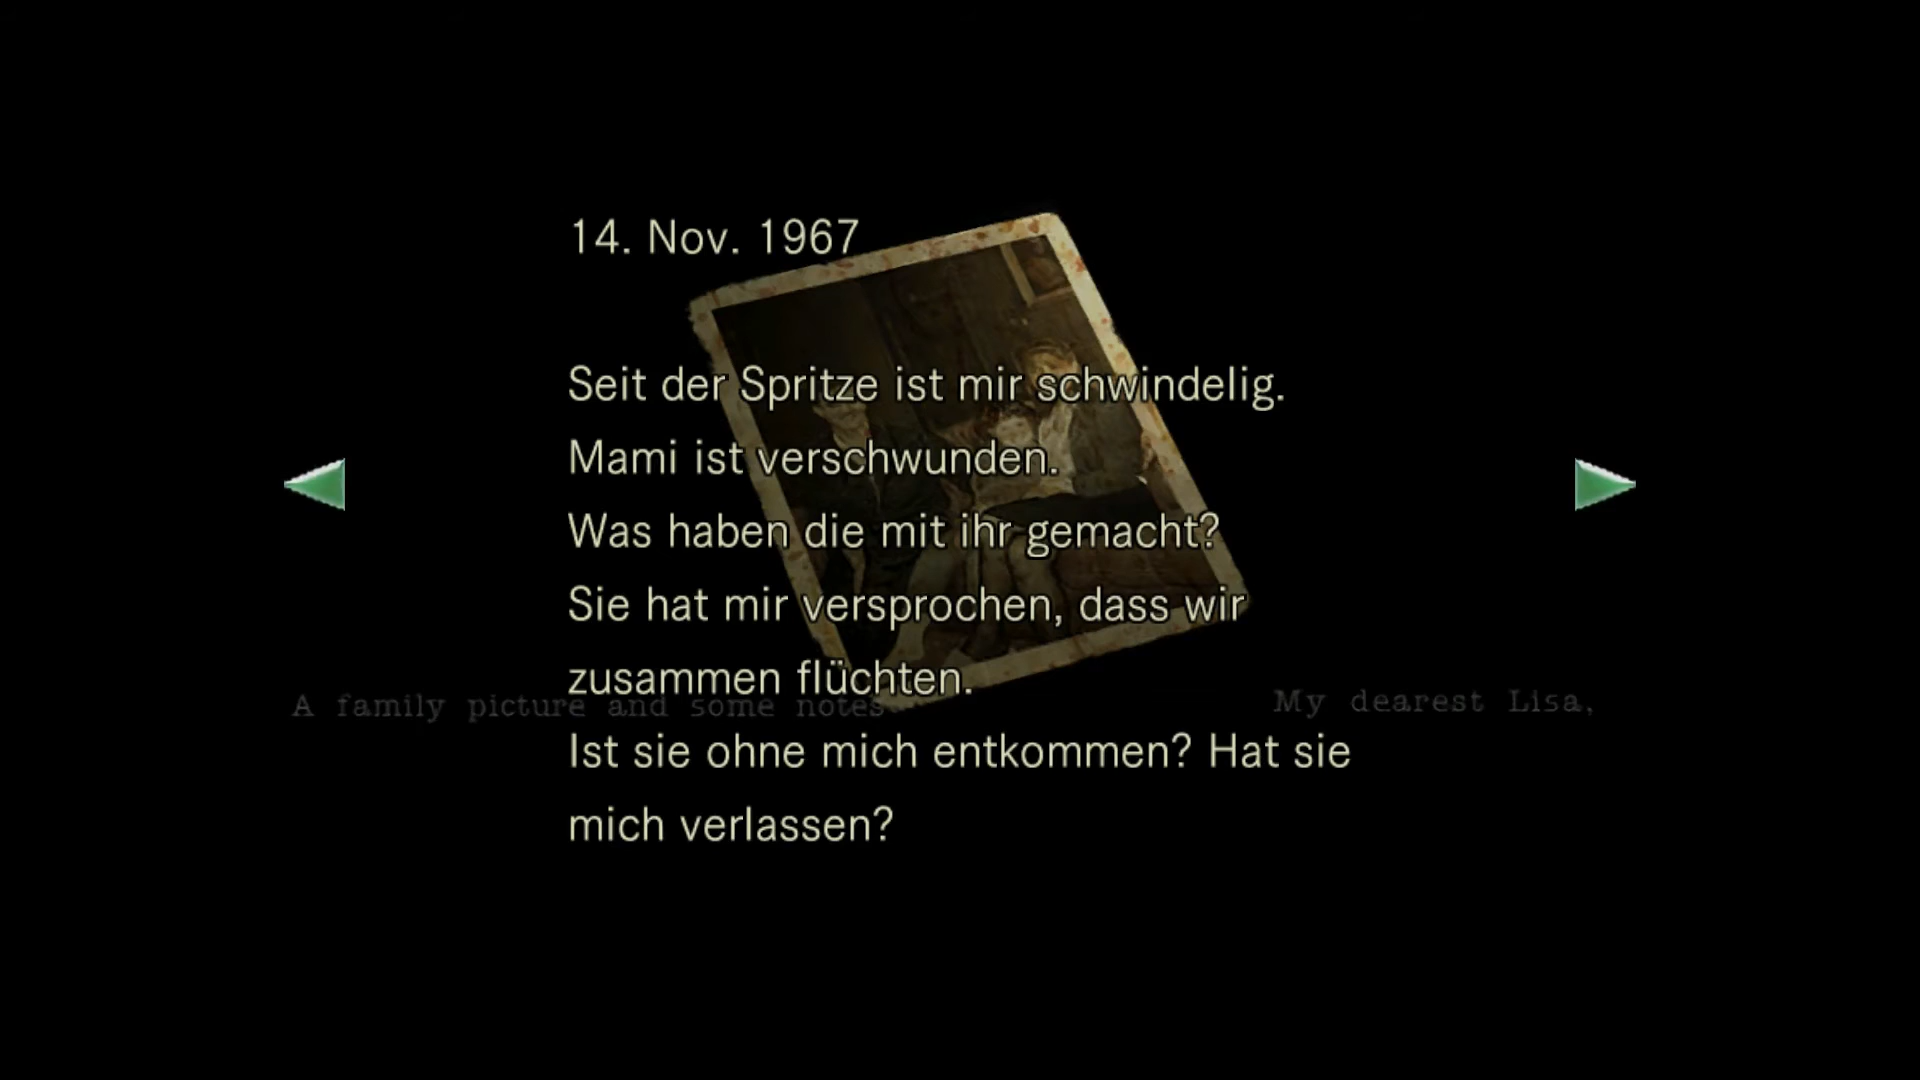 14. Nov. 1967
Seit der Spritze ist mir schwindelig.
Mami ist verschwunden.
Was haben die mit ihr gemacht?
Sie hat mir versprochen, dass wir
zusammen flüchten.
A family picture and some notes
My dearest Lisa,
Ist sie ohne mich entkommen? Hat sie
mich verlassen?